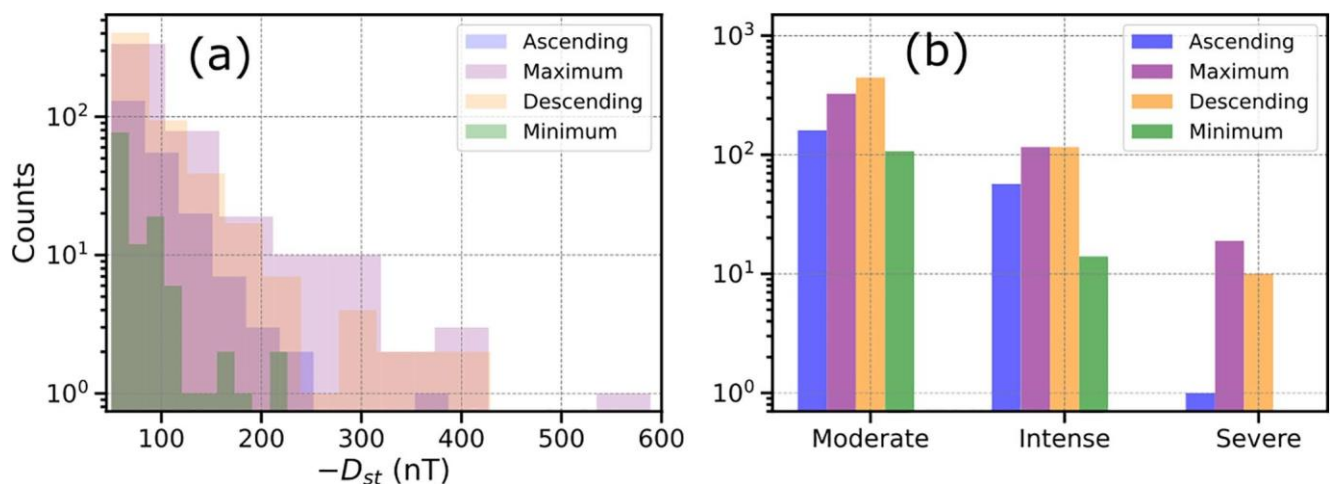 (a)
Ascending
Maximum
Descending
Minimum
Counts
10²
10¹
10⁰
100 200 300 400 500 600
−D_st (nT)
(b)
Ascending
Maximum
Descending
Minimum
10³
10²
10¹
10⁰
Moderate Intense Severe